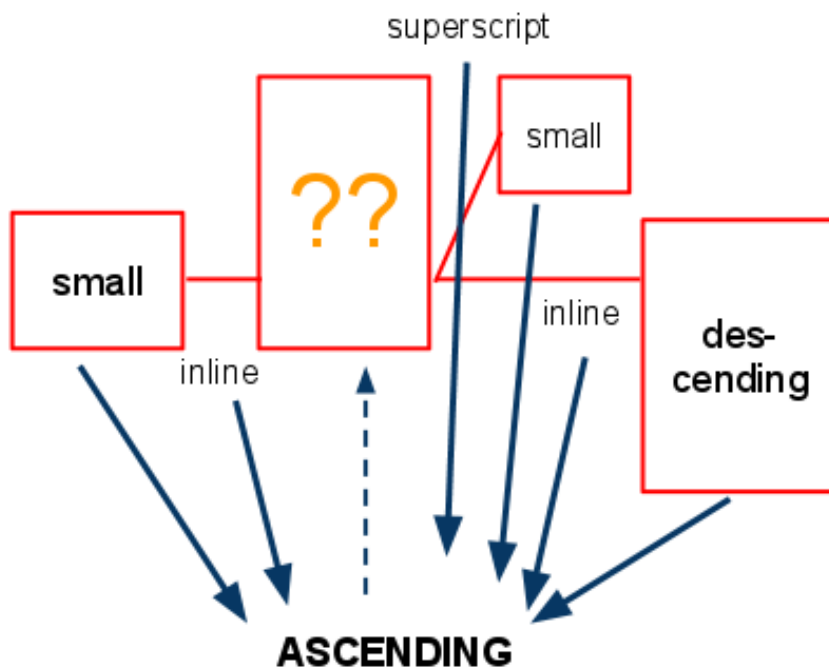 superscript
small
??
small
inline
des-
cending
inline
ASCENDING